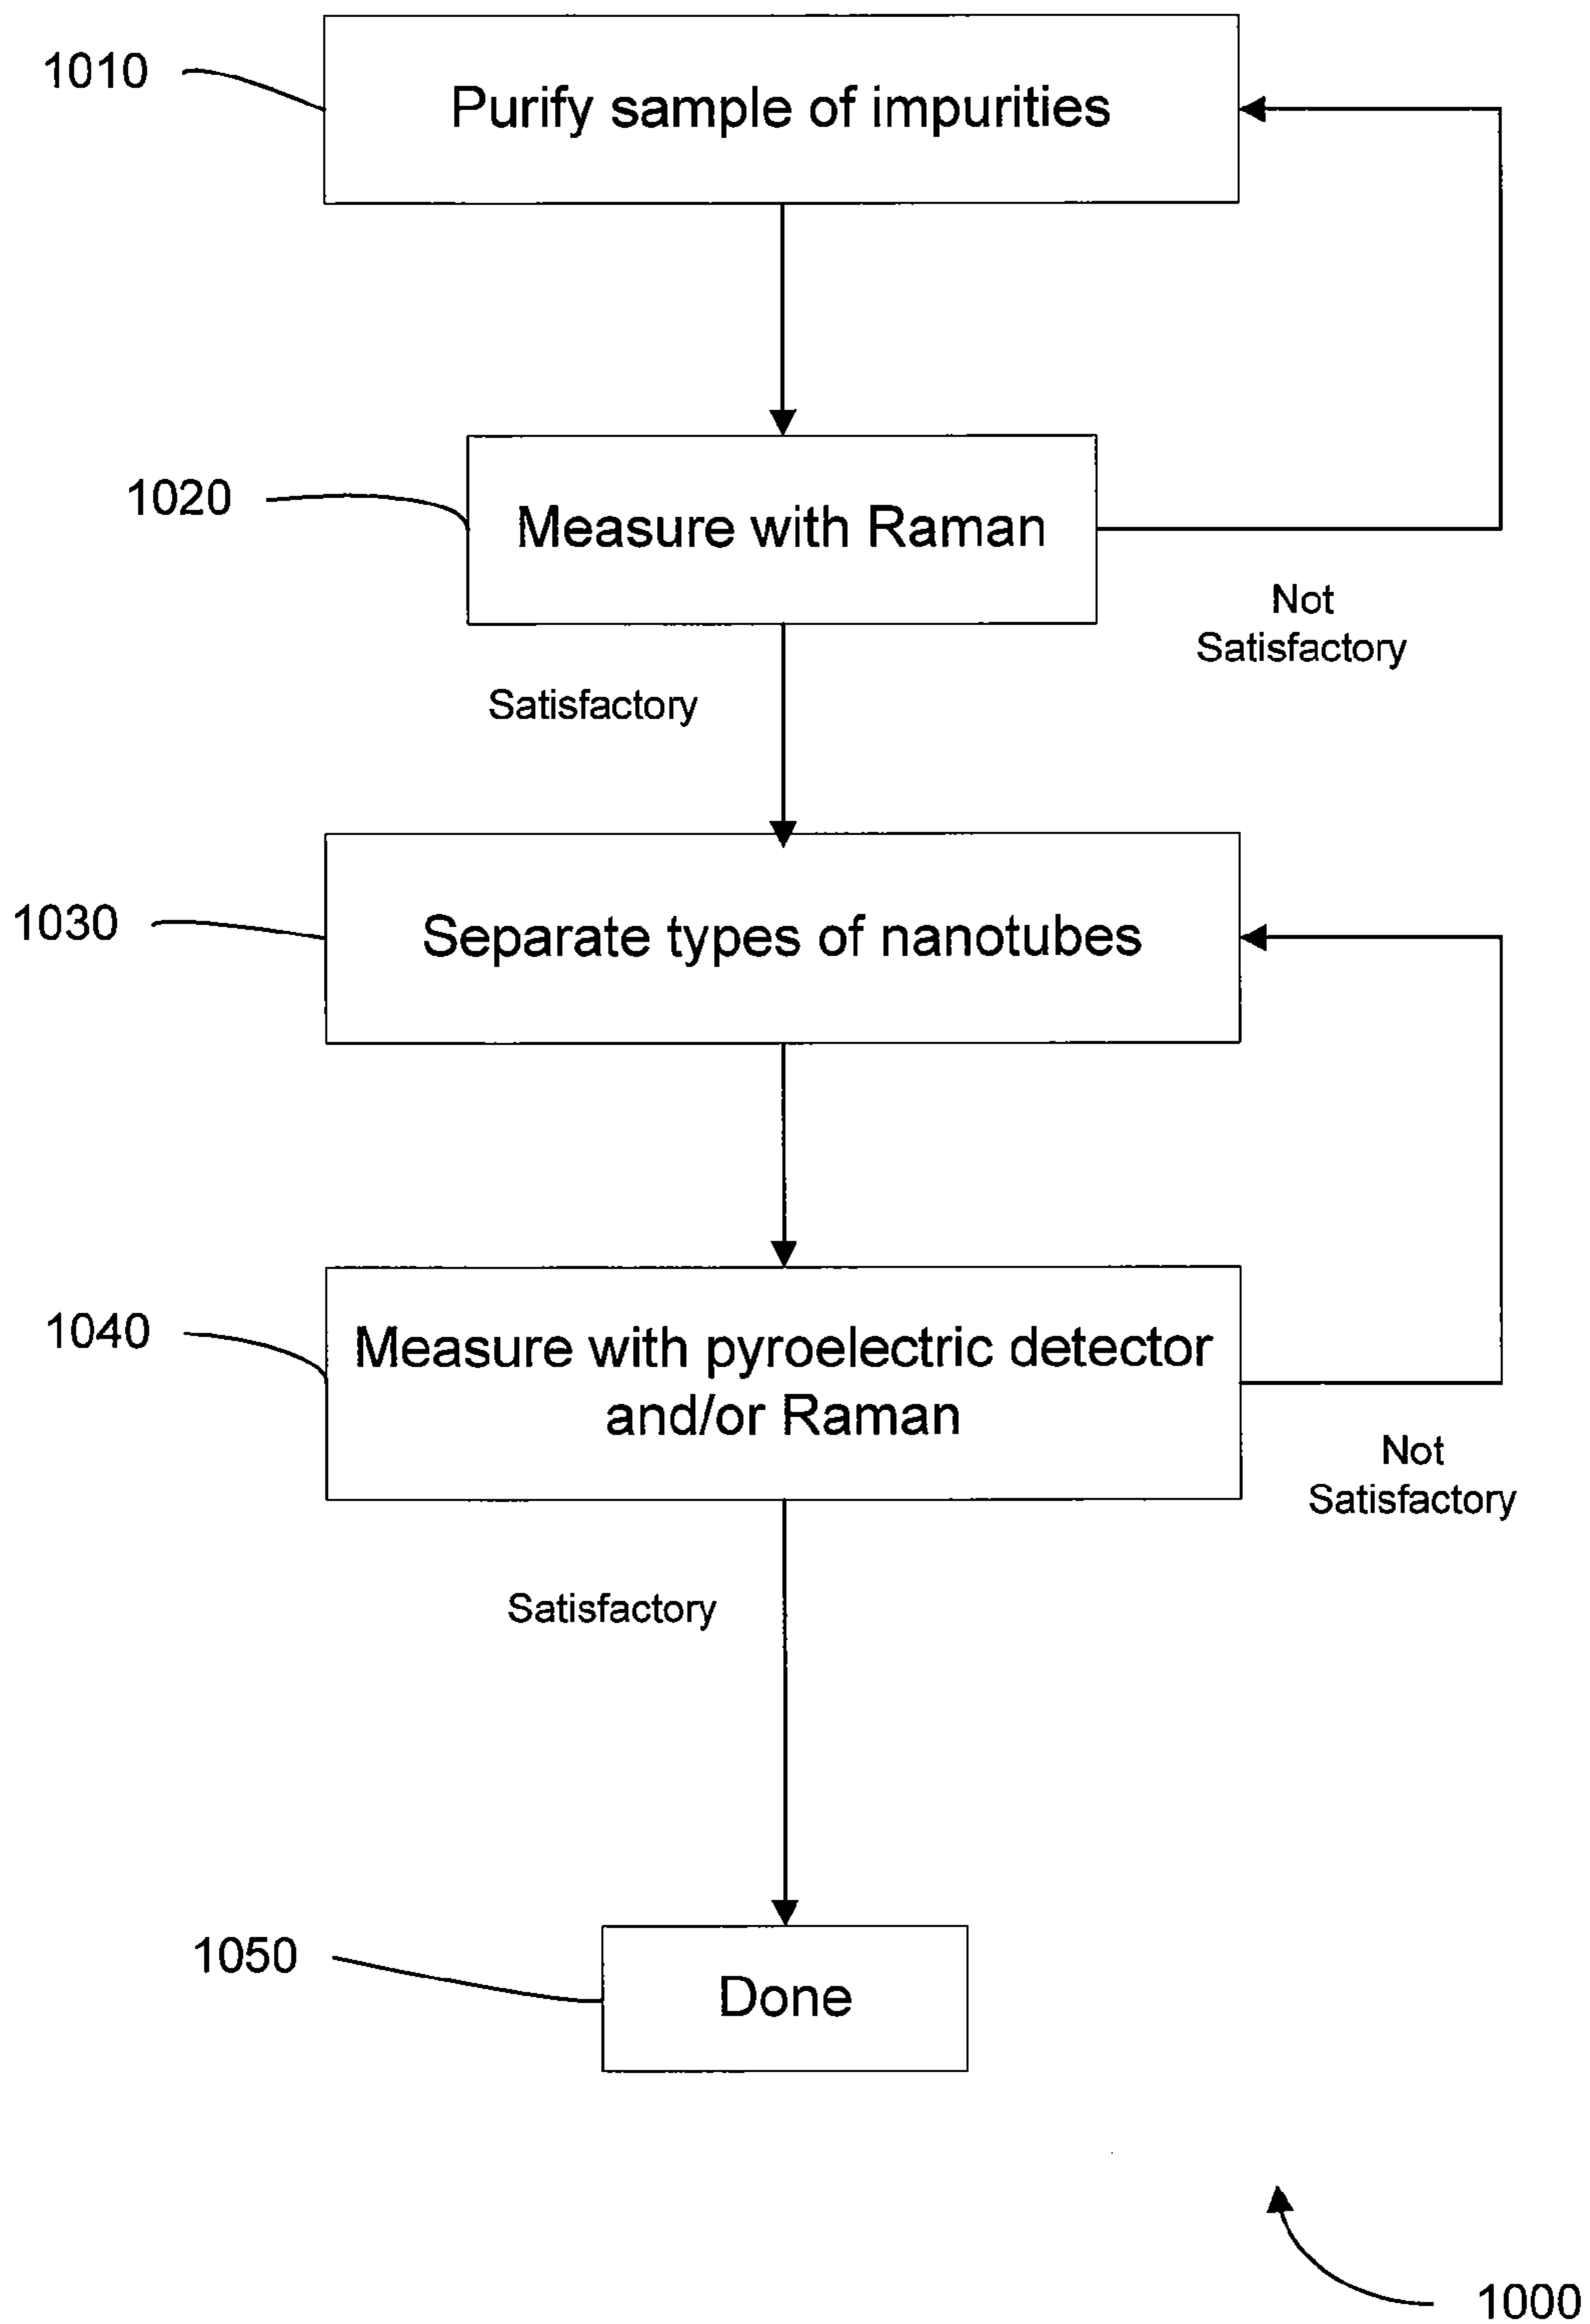 1010
Purify sample of impurities
1020
Measure with Raman
Not
Satisfactory
Satisfactory
1030
Separate types of nanotubes
1040
Measure with pyroelectric detector
and/or Raman
Not
Satisfactory
Satisfactory
1050
Done
1000